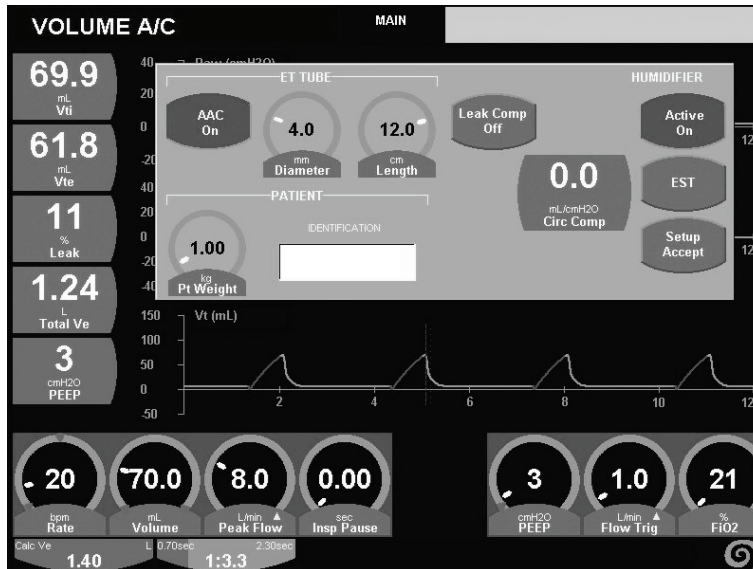 VOLUME A/C
MAIN
69.9
mL
Vti
61.8
mL
Vte
11
%
Leak
1.24
L
Total Ve
3
cmH2O
PEEP
40
20
0
-20
40
20
0
-20
-40
Paw (cmH2O)
ET TUBE
HUMIDIFIER
AAC
On
4.0
mm
Diameter
12.0
cm
Length
Leak Comp
Off
Active
On
0.0
mL/cmH2O
Circ Comp
EST
Setup
Accept
PATIENT
1.00
kg
Pt Weight
IDENTIFICATION
12
12
150
100
50
0
-50
Vt (mL)
2 4 6 8 10 12
20
bpm
Rate
70.0
mL
Volume
8.0
L/min
Peak Flow
0.00
sec
Insp Pause
3
cmH2O
PEEP
1.0
L/min
Flow Trig
21
%
FiO2
Calc Ve L
1.40
0.70sec 2.30sec
1:3.3